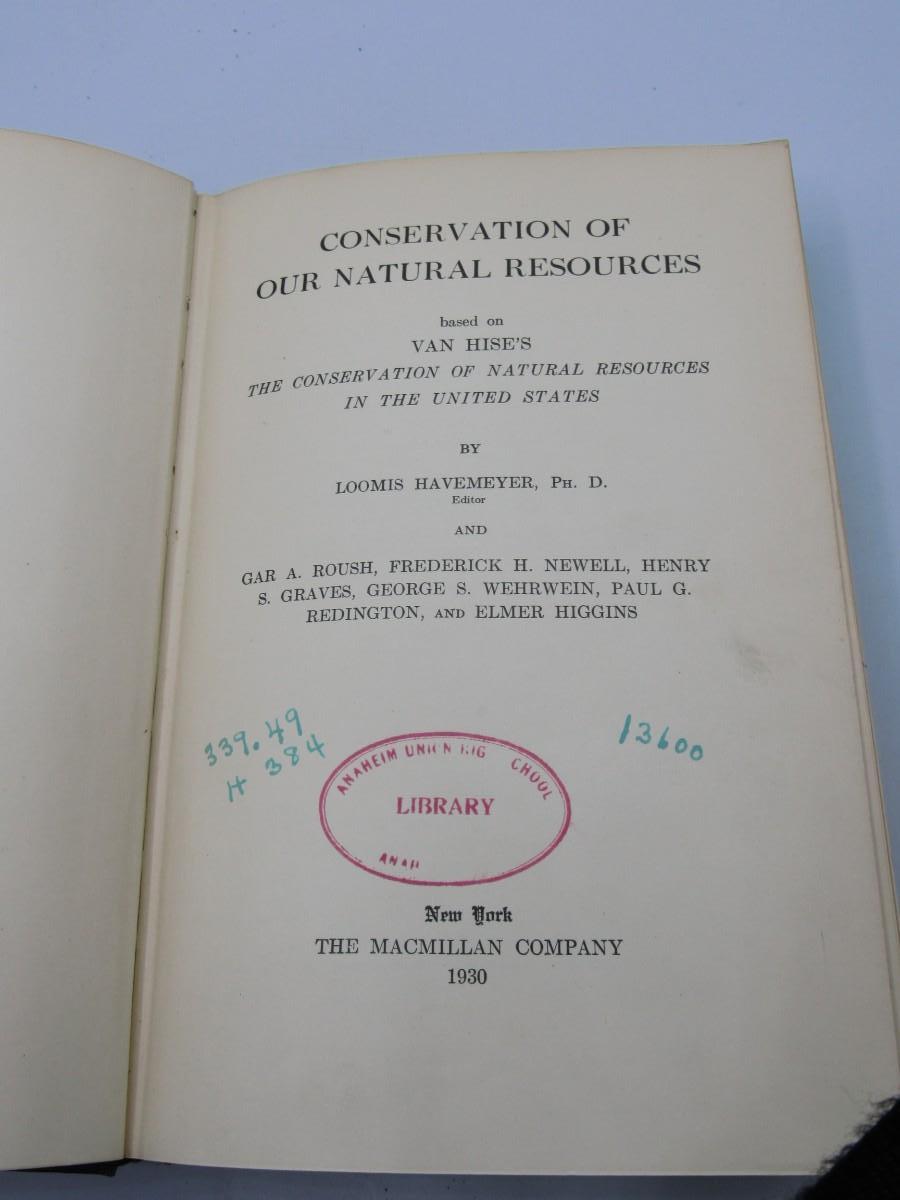 CONSERVATION OF
OUR NATURAL RESOURCES
based on
VAN HISE'S
THE CONSERVATION OF NATURAL RESOURCES
IN THE UNITED STATES
BY
LOOMIS HAVEMEYER, PH. D.
Editor
AND
GAR A. ROUSH, FREDERICK H. NEWELL, HENRY
S. GRAVES, GEORGE S. WEHRWEIN, PAUL G.
REDINGTON, AND ELMER HIGGINS
339.49
H 384
13600
ANAHEIM UNION
LIBRARY
New York
THE MACMILLAN COMPANY
1930